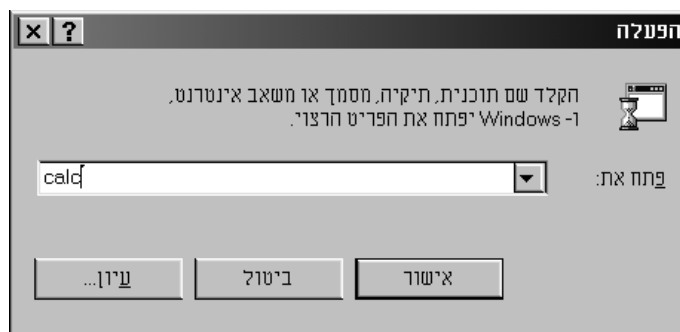 הפעלה
הקלד שם תוכנית, תיקיה, מסמך או משאב אינטרנט,
ו- Windows יפתח את הפריט הרצוי.
פתח את:
calc
אישור
ביטול
עיון...